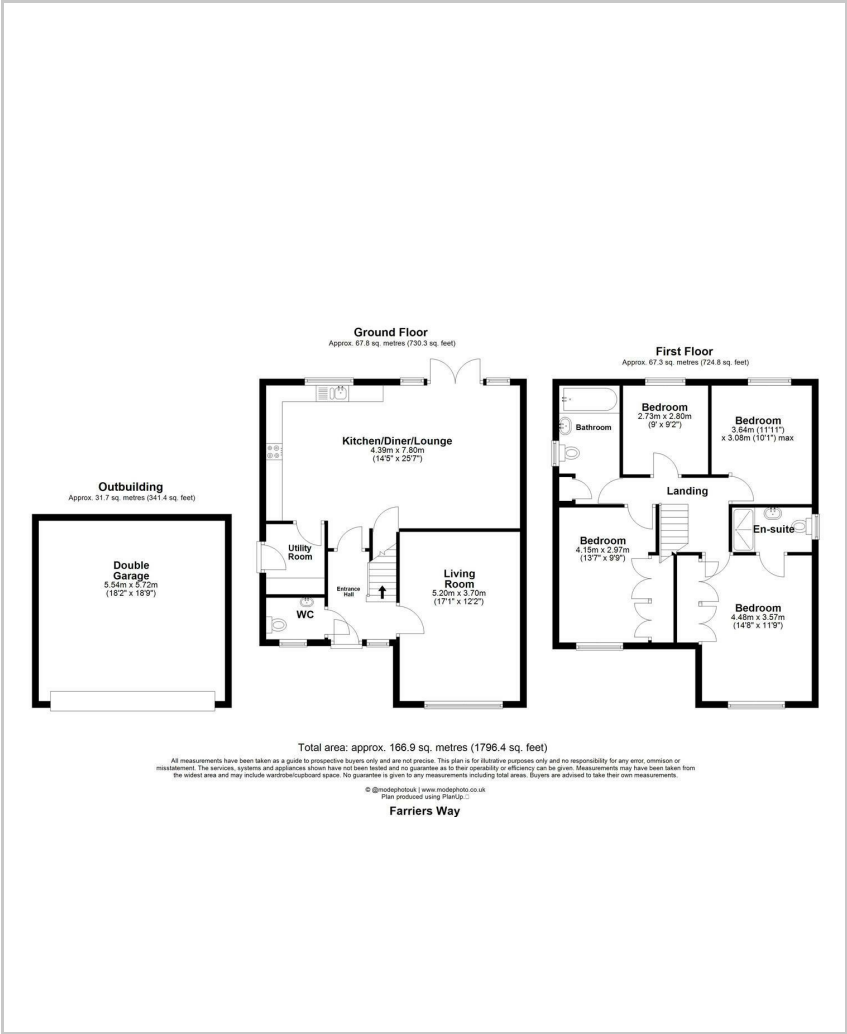 Ground Floor
Approx. 67.8 sq. metres (730.3 sq. feet)
Kitchen/Diner/Lounge
4.39m x 7.80m
(14'5" x 25'7")
Utility
Room
Entrance
Hall
WC
Living
Room
5.20m x 3.70m
(17'1" x 12'2")
First Floor
Approx. 67.3 sq. metres (724.8 sq. feet)
Bathroom
Bedroom
2.73m x 2.80m
(9' x 9'2")
Bedroom
3.64m (11'11")
x 3.08m (10'1") max
Landing
En-suite
Bedroom
4.15m x 2.97m
(13'7" x 9'9")
Bedroom
4.48m x 3.57m
(14'8" x 11'9")
Outbuilding
Approx. 31.7 sq. metres (341.4 sq. feet)
Double
Garage
5.54m x 5.72m
(18'2" x 18'9")
Total area: approx. 166.9 sq. metres (1796.4 sq. feet)
All measurements have been taken as a guide to prospective buyers only and are not precise. This plan is for illutrative purposes only and no responsibility for any error, ommison or
misstatement. The services, systems and appliances shown have not been tested and no guarantee as to their operability or efficiency can be given. Measurements may have been taken from
the widest area and may include wardrobe/cupboard space. No guarantee is given to any measurements including total areas. Buyers are advised to take their own measurements.
© @modephotouk | www.modephoto.co.uk
Plan produced using PlanUp.□
Farriers Way